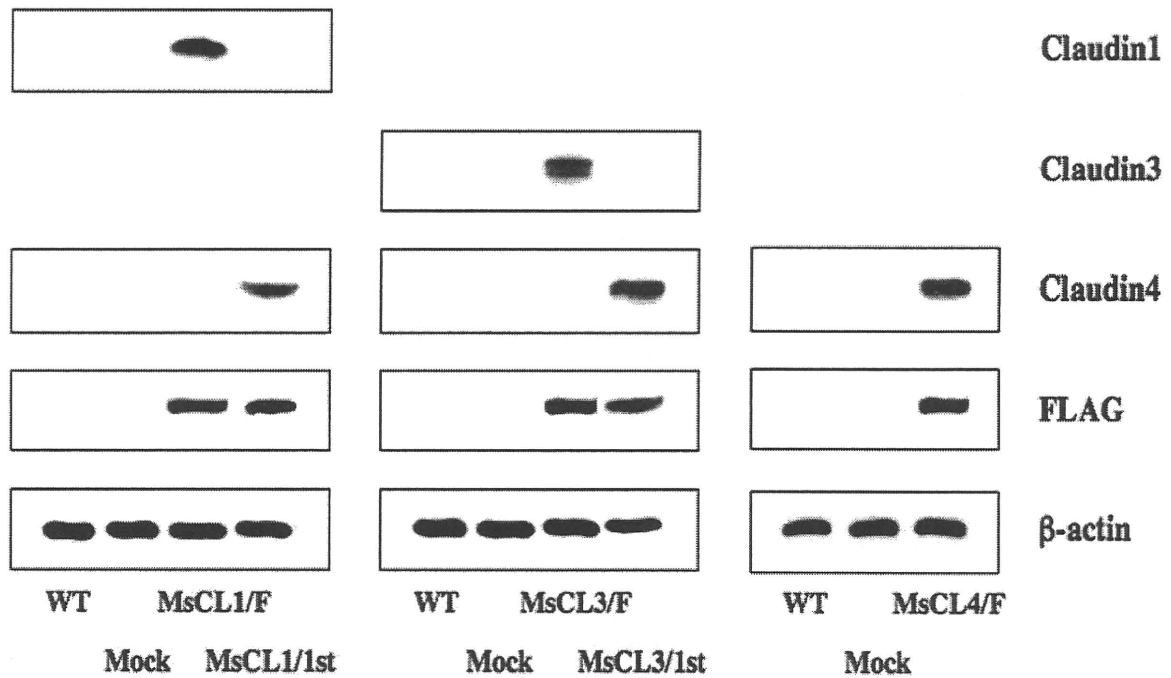 Claudin1
Claudin3
Claudin4
FLAG
β-actin
WT MsCL1/F WT MsCL3/F WT MsCL4/F
Mock MsCL1/1st Mock MsCL3/1st Mock